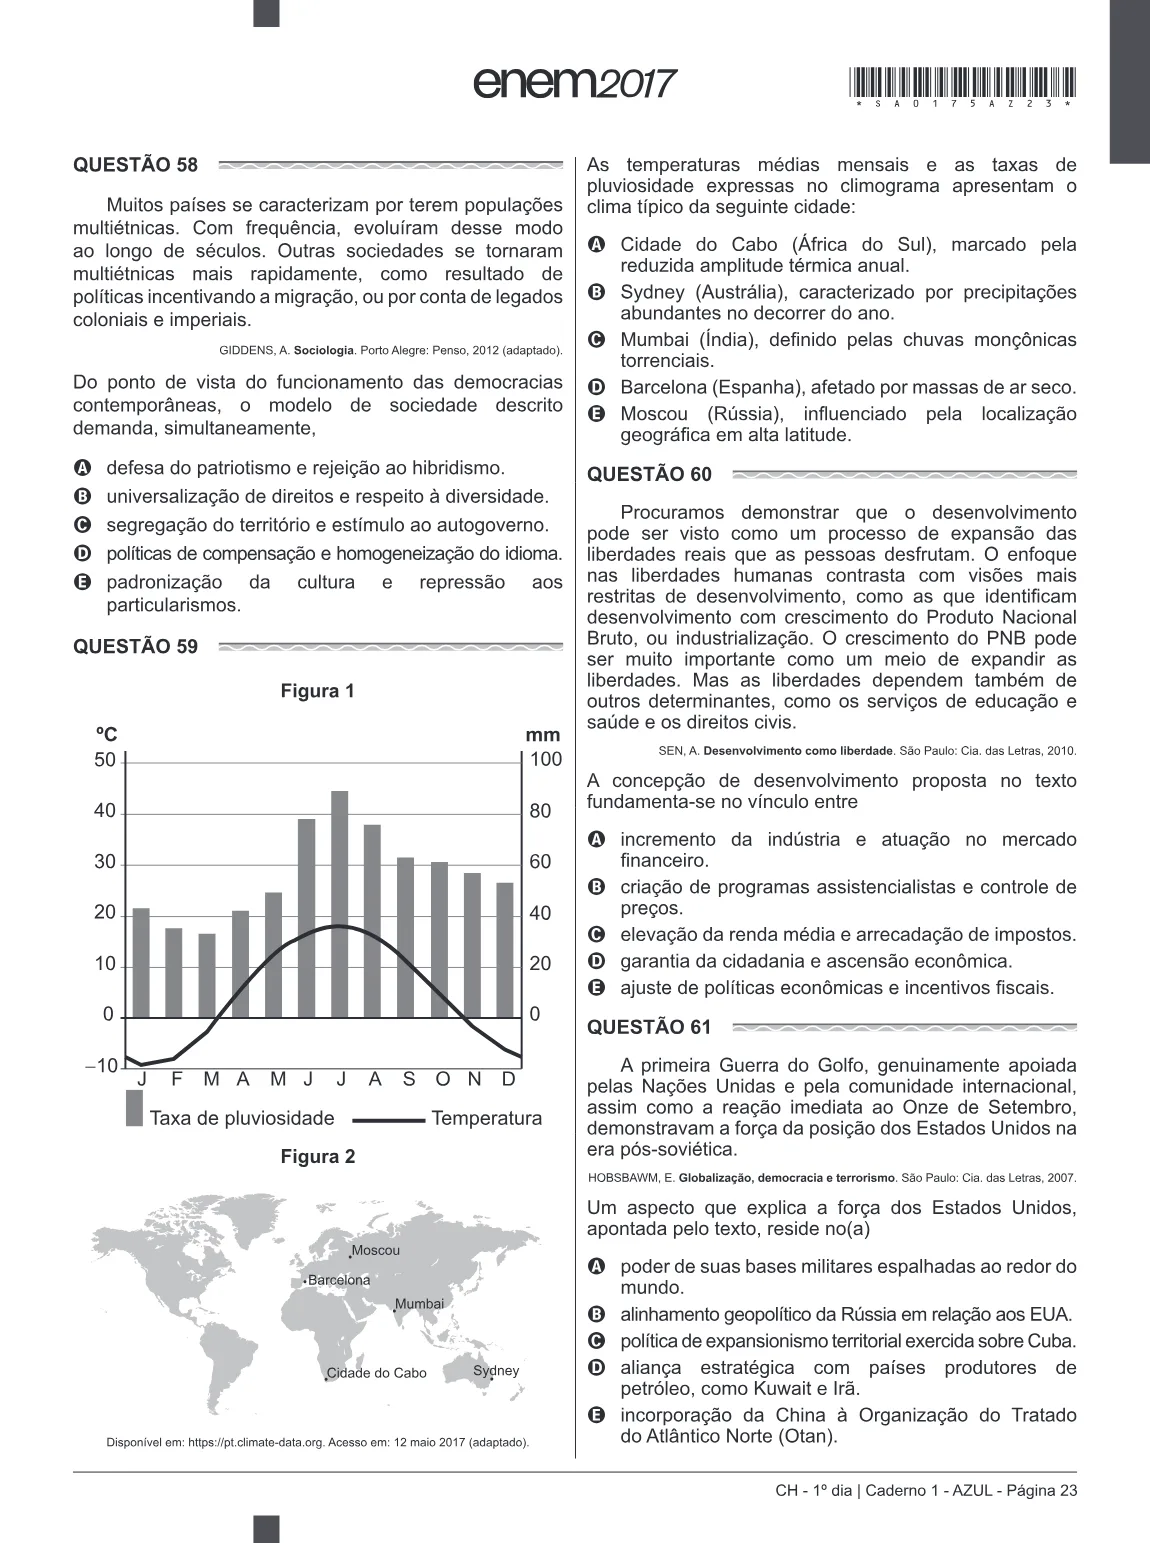 enem2017
*SA0175AZ23*
QUESTÃO 58
Muitos países se caracterizam por terem populações
multiétnicas. Com frequência, evoluíram desse modo
ao longo de séculos. Outras sociedades se tornaram
multiétnicas mais rapidamente, como resultado de
políticas incentivando a migração, ou por conta de legados
coloniais e imperiais.
GIDDENS, A. Sociologia. Porto Alegre: Penso, 2012 (adaptado).
Do ponto de vista do funcionamento das democracias
contemporâneas, o modelo de sociedade descrito
demanda, simultaneamente,
A defesa do patriotismo e rejeição ao hibridismo.
B universalização de direitos e respeito à diversidade.
C segregação do território e estímulo ao autogoverno.
D políticas de compensação e homogeneização do idioma.
E padronização da cultura e repressão aos
particularismos.
QUESTÃO 59
Figura 1
ºC mm
50 100
40 80
30 60
20 40
10 20
0 0
–10
J F M A M J J A S O N D
Taxa de pluviosidade Temperatura
Figura 2
Moscou
Barcelona
Mumbai
Cidade do Cabo
Sydney
Disponível em: https://pt.climate-data.org. Acesso em: 12 maio 2017 (adaptado).
As temperaturas médias mensais e as taxas de
pluviosidade expressas no climograma apresentam o
clima típico da seguinte cidade:
A Cidade do Cabo (África do Sul), marcado pela
reduzida amplitude térmica anual.
B Sydney (Austrália), caracterizado por precipitações
abundantes no decorrer do ano.
C Mumbai (Índia), definido pelas chuvas monçônicas
torrenciais.
D Barcelona (Espanha), afetado por massas de ar seco.
E Moscou (Rússia), influenciado pela localização
geográfica em alta latitude.
QUESTÃO 60
Procuramos demonstrar que o desenvolvimento
pode ser visto como um processo de expansão das
liberdades reais que as pessoas desfrutam. O enfoque
nas liberdades humanas contrasta com visões mais
restritas de desenvolvimento, como as que identificam
desenvolvimento com crescimento do Produto Nacional
Bruto, ou industrialização. O crescimento do PNB pode
ser muito importante como um meio de expandir as
liberdades. Mas as liberdades dependem também de
outros determinantes, como os serviços de educação e
saúde e os direitos civis.
SEN, A. Desenvolvimento como liberdade. São Paulo: Cia. das Letras, 2010.
A concepção de desenvolvimento proposta no texto
fundamenta-se no vínculo entre
A incremento da indústria e atuação no mercado
financeiro.
B criação de programas assistencialistas e controle de
preços.
C elevação da renda média e arrecadação de impostos.
D garantia da cidadania e ascensão econômica.
E ajuste de políticas econômicas e incentivos fiscais.
QUESTÃO 61
A primeira Guerra do Golfo, genuinamente apoiada
pelas Nações Unidas e pela comunidade internacional,
assim como a reação imediata ao Onze de Setembro,
demonstravam a força da posição dos Estados Unidos na
era pós-soviética.
HOBSBAWM, E. Globalização, democracia e terrorismo. São Paulo: Cia. das Letras, 2007.
Um aspecto que explica a força dos Estados Unidos,
apontada pelo texto, reside no(a)
A poder de suas bases militares espalhadas ao redor do
mundo.
B alinhamento geopolítico da Rússia em relação aos EUA.
C política de expansionismo territorial exercida sobre Cuba.
D aliança estratégica com países produtores de
petróleo, como Kuwait e Irã.
E incorporação da China à Organização do Tratado
do Atlântico Norte (Otan).
CH - 1º dia | Caderno 1 - AZUL - Página 23